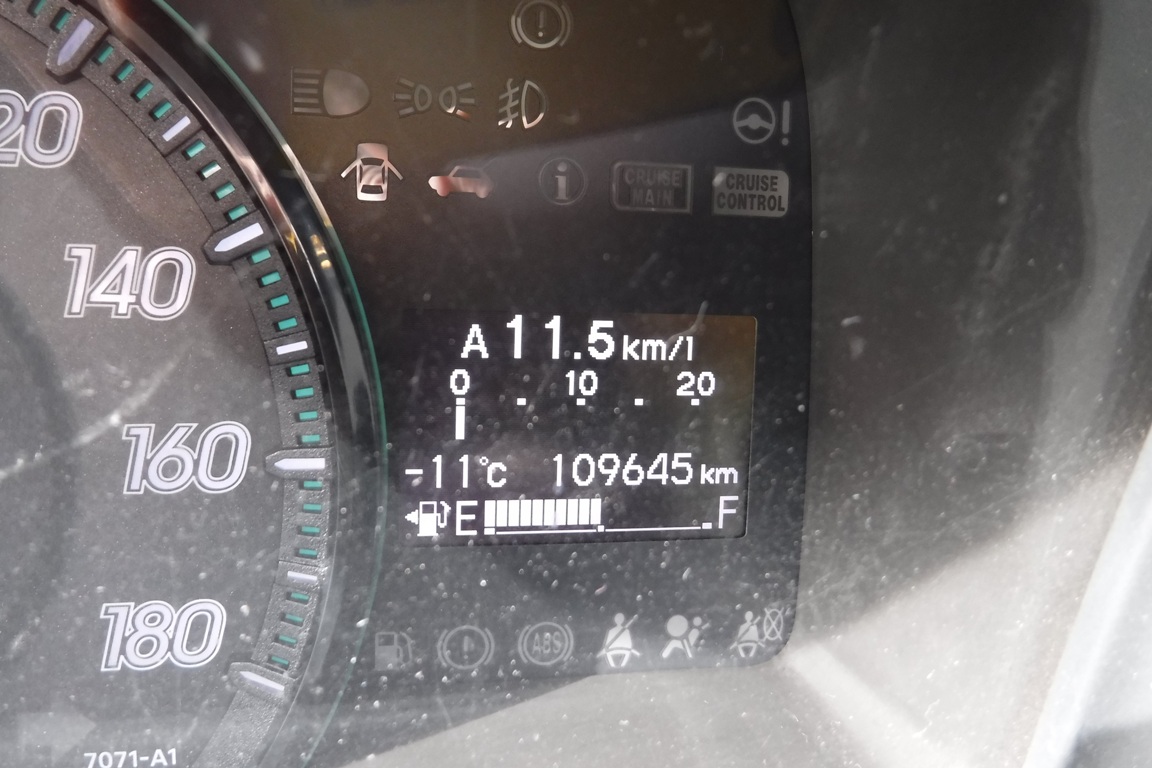 20
CRUISE MAIN
CRUISE CONTROL
140
A 11.5 km/l
0 10 20
160
-11°C 109645 km
E F
180
ABS
7071-A1